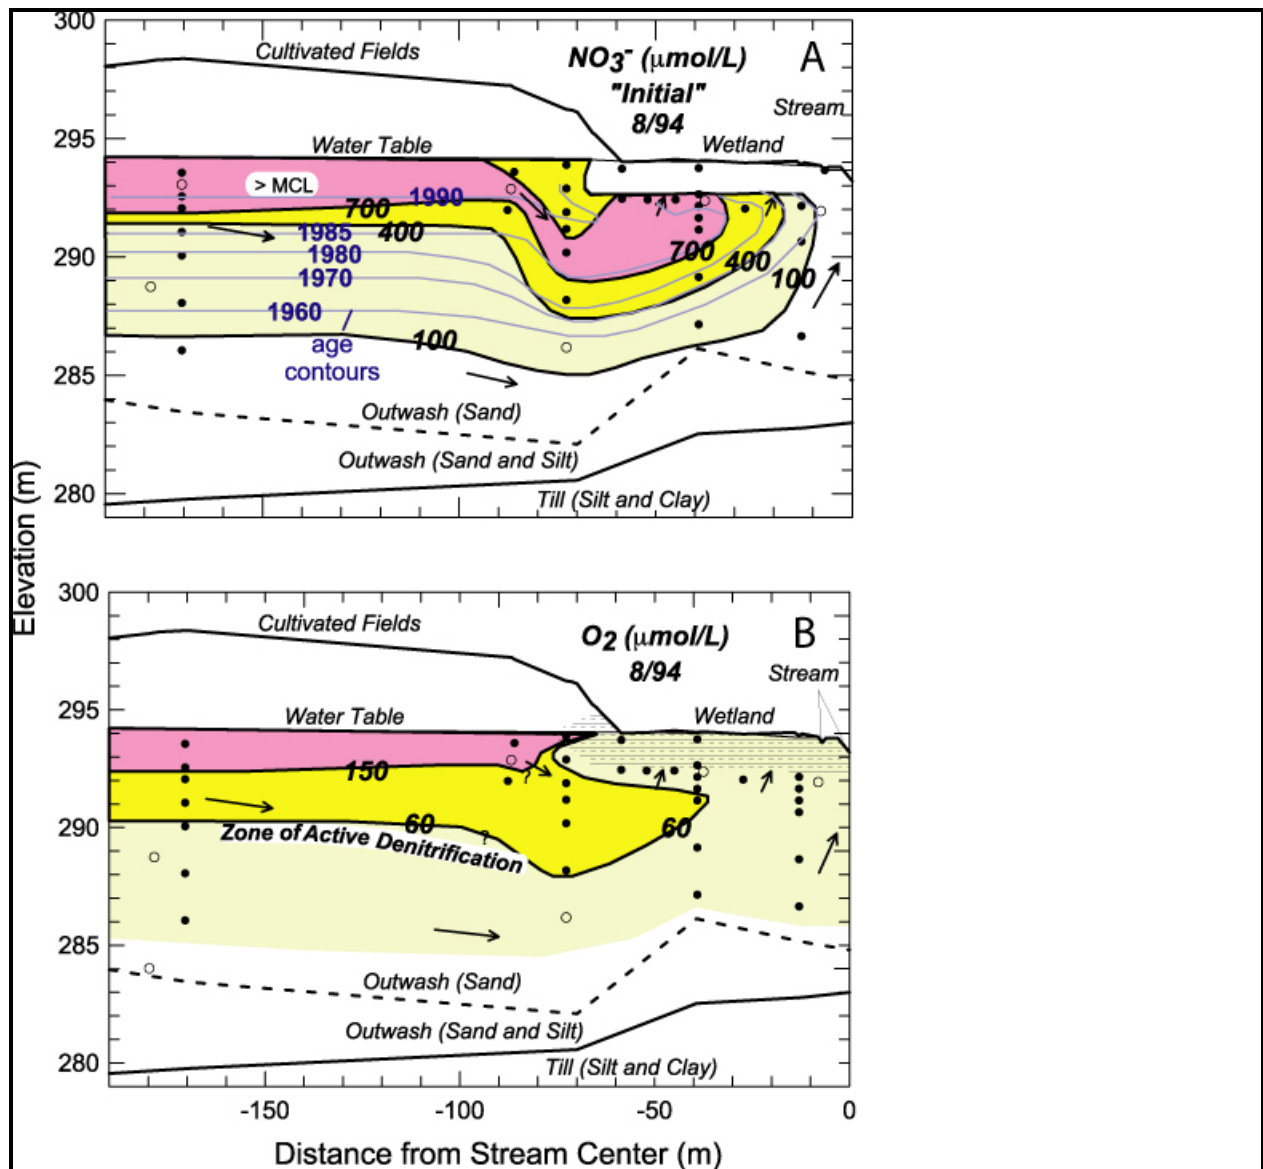 300
Cultivated Fields
NO3- (μmol/L)
"Initial"
8/94
A
Stream
295
Water Table
Wetland
> MCL
1990
700
1985
400
1980
1970
1960
290
700
400
100
age
contours
100
285
Outwash (Sand)
Outwash (Sand and Silt)
280
Till (Silt and Clay)
Elevation (m)
300
Cultivated Fields
O2 (μmol/L)
8/94
B
Stream
295
Water Table
Wetland
150
?
60
60
290
Zone of Active Denitrification
?
285
Outwash (Sand)
Outwash (Sand and Silt)
280
Till (Silt and Clay)
-150
-100
-50
0
Distance from Stream Center (m)